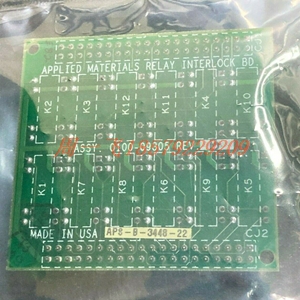 APPLIED MATERIALS RELAY INTERLOCK BD
K2 K3 K12 K11 K4 K10
ASSY. 0100-09305 REV
K1 K7 K8 K6 K9 K5
MADE IN USA APS-B-3448-22 CJ2